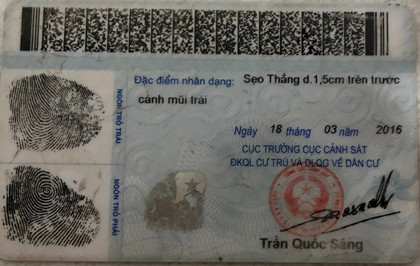 Đặc điểm nhân dạng: Sẹo Thẳng d.1,5cm trên trước
cánh mũi trái
NGÓN TRỎ TRÁI
Ngày 18 tháng 03 năm 2016
CỤC TRƯỞNG CỤC CẢNH SÁT
ĐKQL CƯ TRÚ VÀ DLQG VỀ DÂN CƯ
NGÓN TRỎ PHẢI
Trần Quốc Sáng